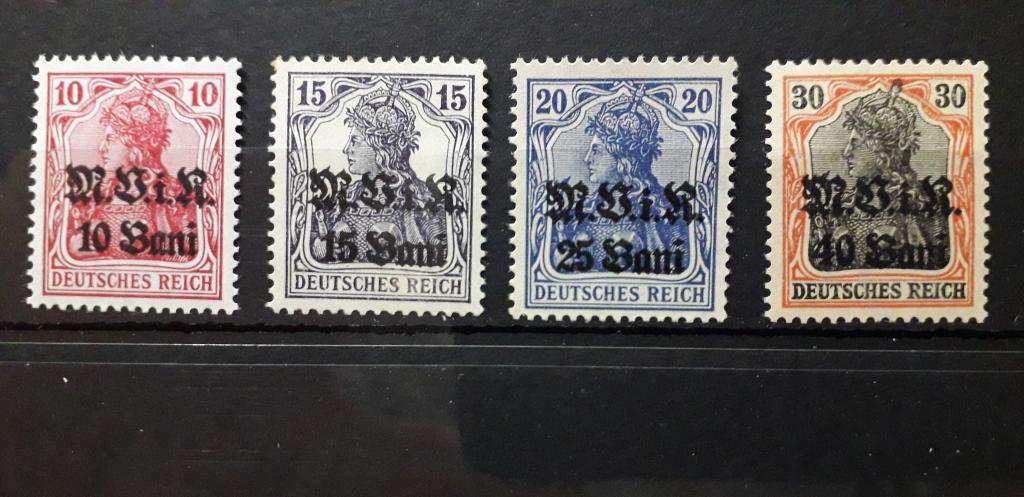 10 10
M.V.i.R.
10 Bani
DEUTSCHES REICH
15 15
M.V.i.R.
15 Bani
DEUTSCHES REICH
20 20
M.V.i.R.
25 Bani
DEUTSCHES REICH
30 30
M.V.i.R.
40 Bani
DEUTSCHES REICH